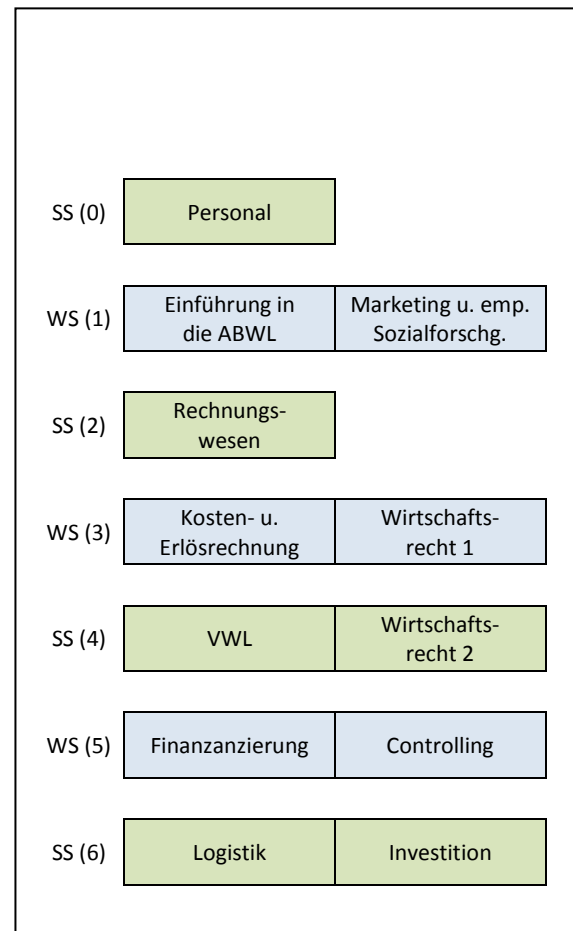 SS (0)
Personal
WS (1)
Einführung in
die ABWL
Marketing u. emp.
Sozialforschg.
SS (2)
Rechnungs-
wesen
WS (3)
Kosten- u.
Erlösrechnung
Wirtschafts-
recht 1
SS (4)
VWL
Wirtschafts-
recht 2
WS (5)
Finanzanzierung
Controlling
SS (6)
Logistik
Investition